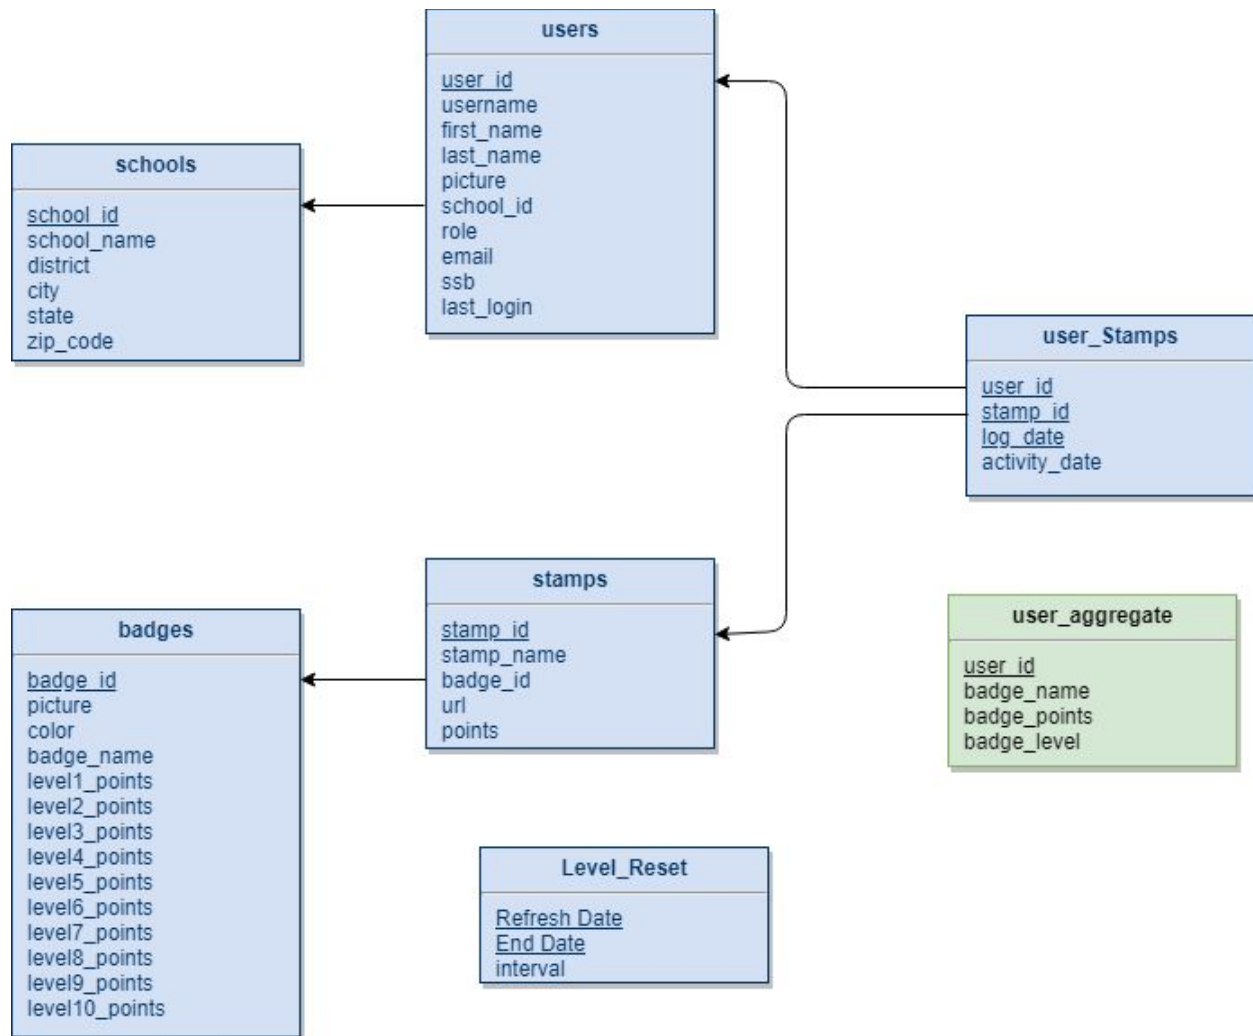 users
user_id
username
first_name
last_name
picture
school_id
role
email
ssb
last_login
schools
school_id
school_name
district
city
state
zip_code
user_Stamps
user_id
stamp_id
log_date
activity_date
stamps
stamp_id
stamp_name
badge_id
url
points
badges
badge_id
picture
color
badge_name
level1_points
level2_points
level3_points
level4_points
level5_points
level6_points
level7_points
level8_points
level9_points
level10_points
user_aggregate
user_id
badge_name
badge_points
badge_level
Level_Reset
Refresh Date
End Date
interval